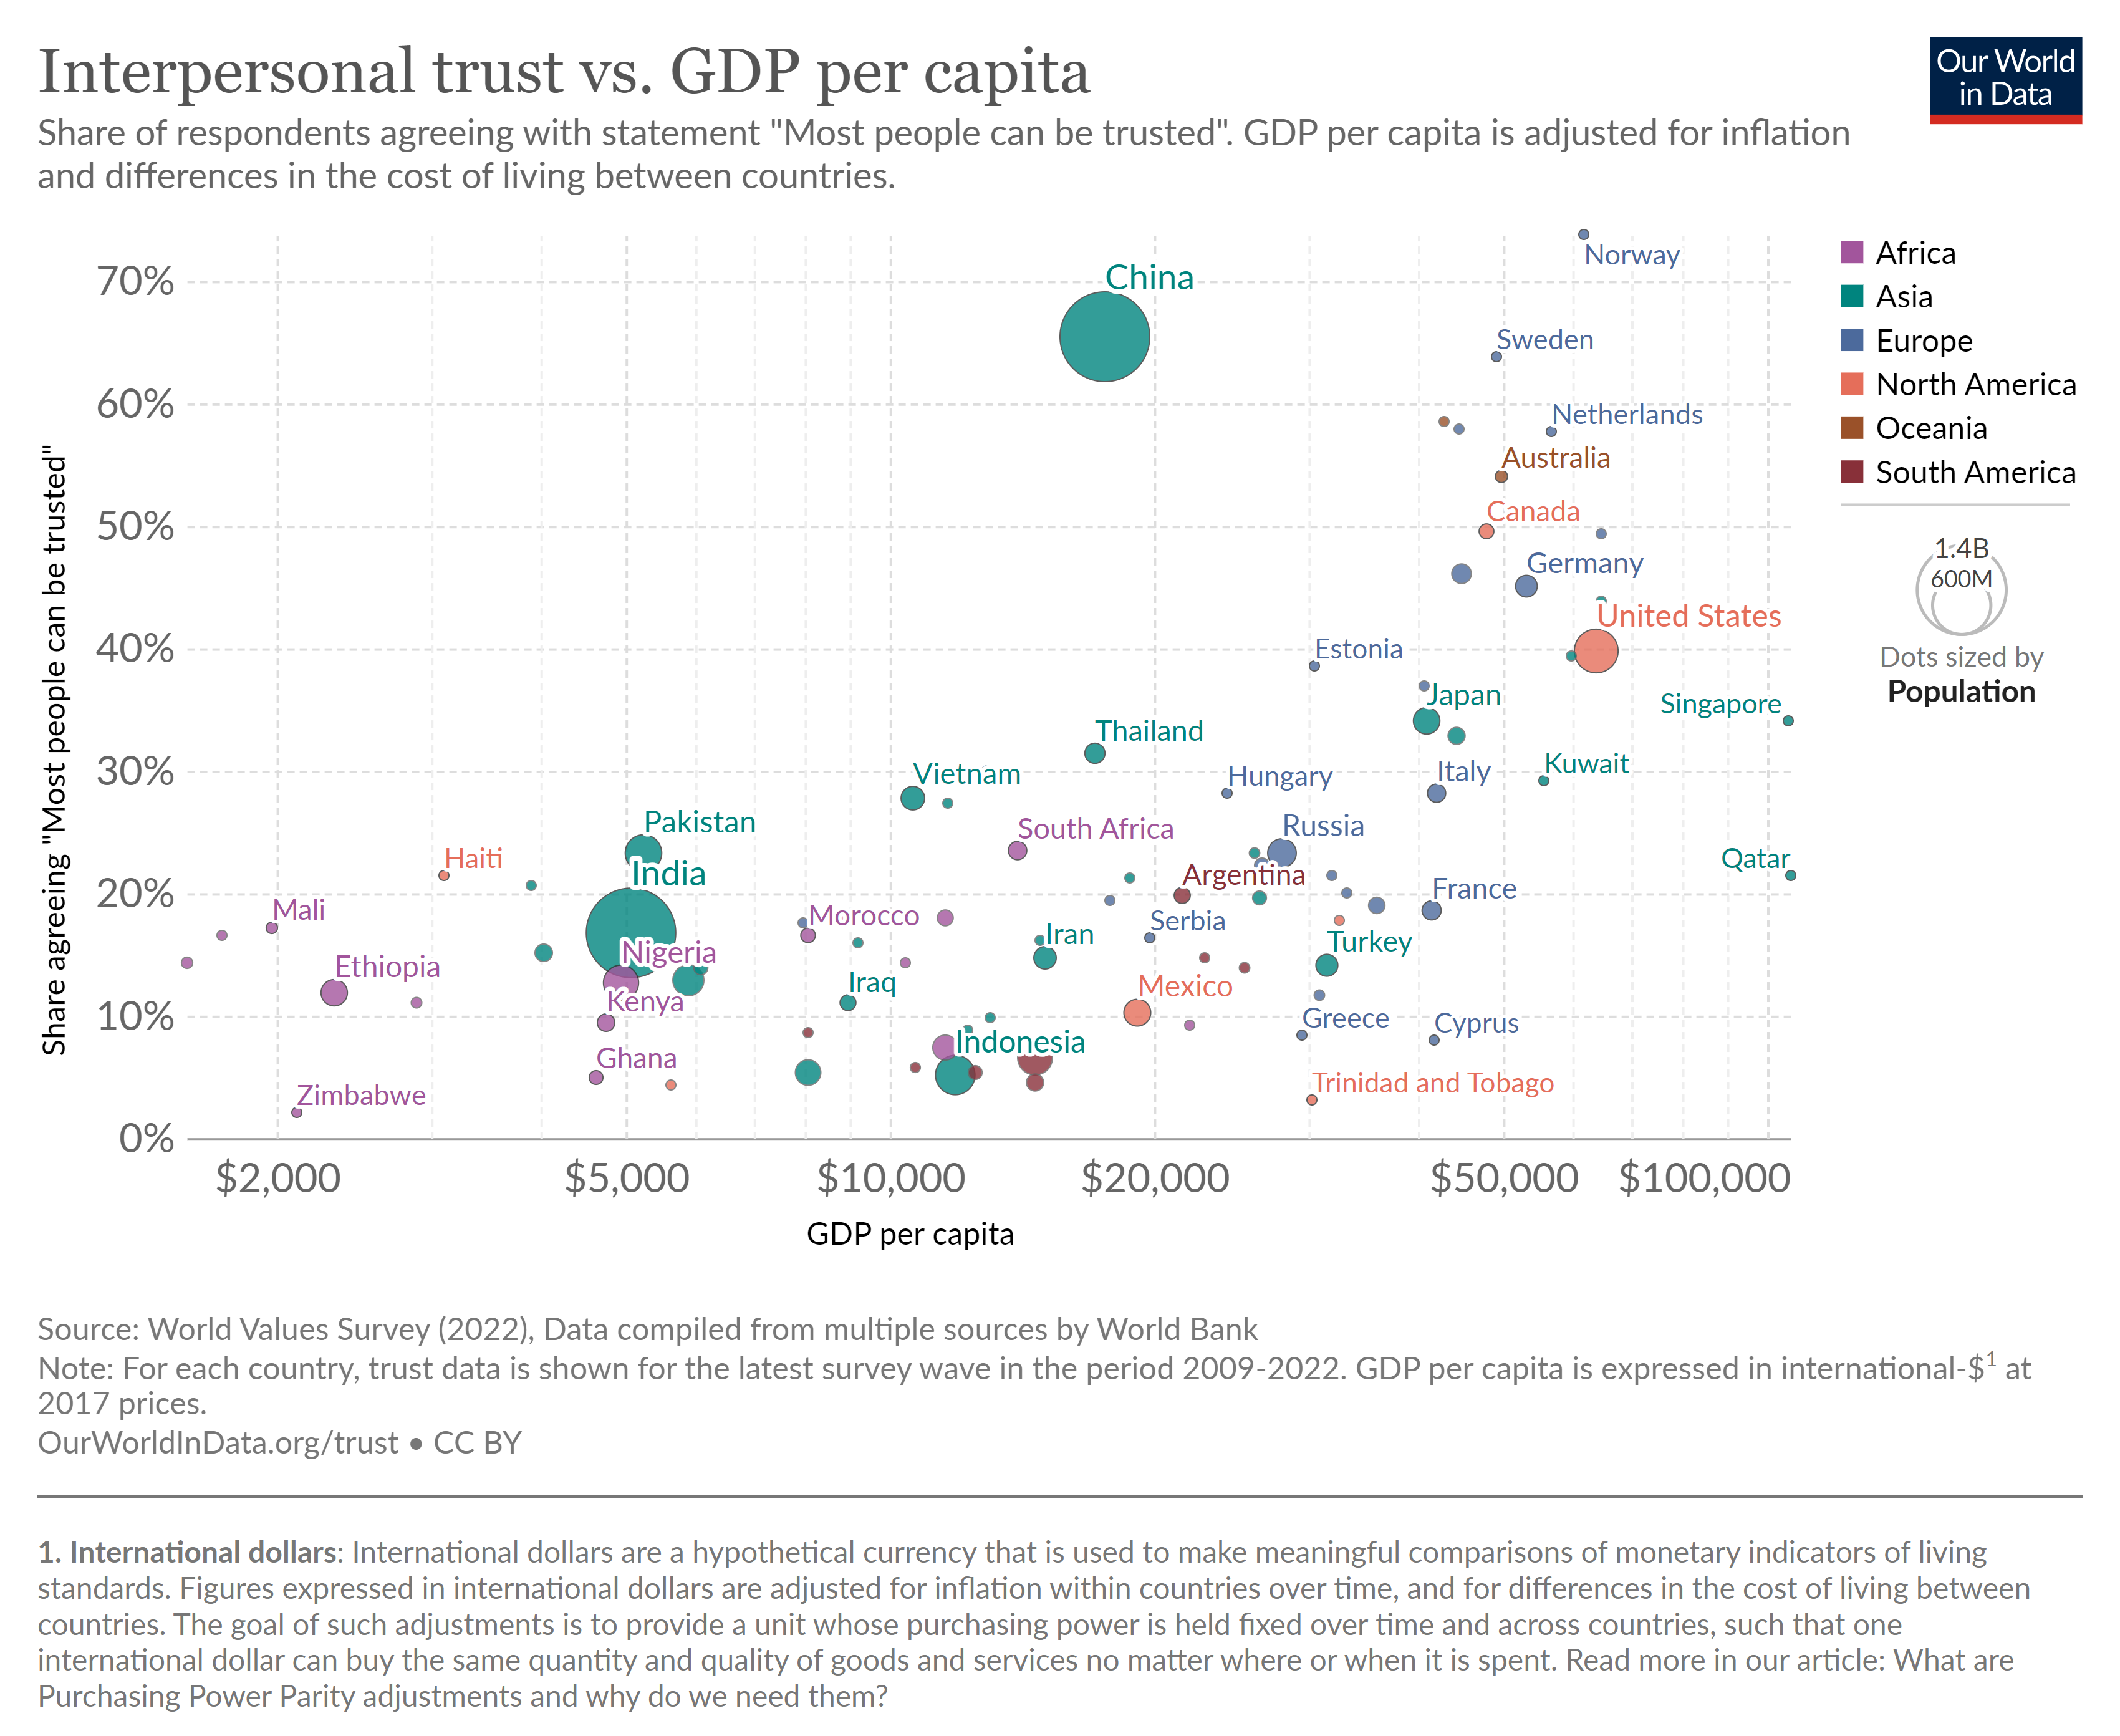 Interpersonal trust vs. GDP per capita
Our World
in Data
Share of respondents agreeing with statement "Most people can be trusted". GDP per capita is adjusted for inflation
and differences in the cost of living between countries.
Share agreeing "Most people can be trusted"
70%
60%
50%
40%
30%
20%
10%
0%
Norway
China
Sweden
Netherlands
Australia
Canada
Germany
United States
Estonia
Japan
Singapore
Thailand
Vietnam
Hungary
Italy
Kuwait
Pakistan
South Africa
Russia
Haiti
India
Argentina
Qatar
France
Mali
Morocco
Serbia
Iran
Turkey
Nigeria
Ethiopia
Iraq
Mexico
Kenya
Greece
Cyprus
Indonesia
Ghana
Trinidad and Tobago
Zimbabwe
$2,000
$5,000
$10,000
$20,000
$50,000
$100,000
GDP per capita
Africa
Asia
Europe
North America
Oceania
South America
1.4B
600M
Dots sized by
Population
Source: World Values Survey (2022), Data compiled from multiple sources by World Bank
Note: For each country, trust data is shown for the latest survey wave in the period 2009-2022. GDP per capita is expressed in international-$1 at
2017 prices.
OurWorldInData.org/trust • CC BY
1. International dollars: International dollars are a hypothetical currency that is used to make meaningful comparisons of monetary indicators of living
standards. Figures expressed in international dollars are adjusted for inflation within countries over time, and for differences in the cost of living between
countries. The goal of such adjustments is to provide a unit whose purchasing power is held fixed over time and across countries, such that one
international dollar can buy the same quantity and quality of goods and services no matter where or when it is spent. Read more in our article: What are
Purchasing Power Parity adjustments and why do we need them?